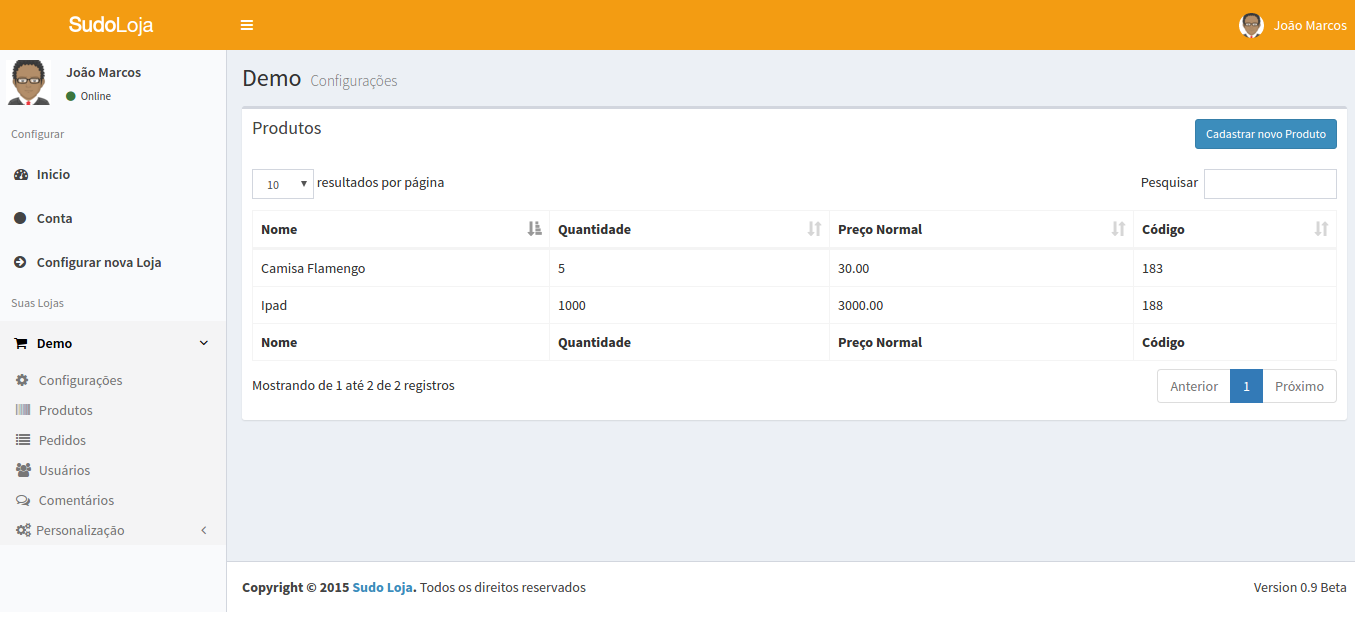 SudoLoja
João Marcos
João Marcos
Online
Configurar
Inicio
Conta
Configurar nova Loja
Suas Lojas
Demo
Configurações
Produtos
Pedidos
Usuários
Comentários
Personalização
Demo Configurações
Produtos
Cadastrar novo Produto
10 resultados por página
Pesquisar
Nome Quantidade Preço Normal Código
Camisa Flamengo 5 30.00 183
Ipad 1000 3000.00 188
Nome Quantidade Preço Normal Código
Mostrando de 1 até 2 de 2 registros
Anterior 1 Próximo
Copyright © 2015 Sudo Loja. Todos os direitos reservados
Version 0.9 Beta